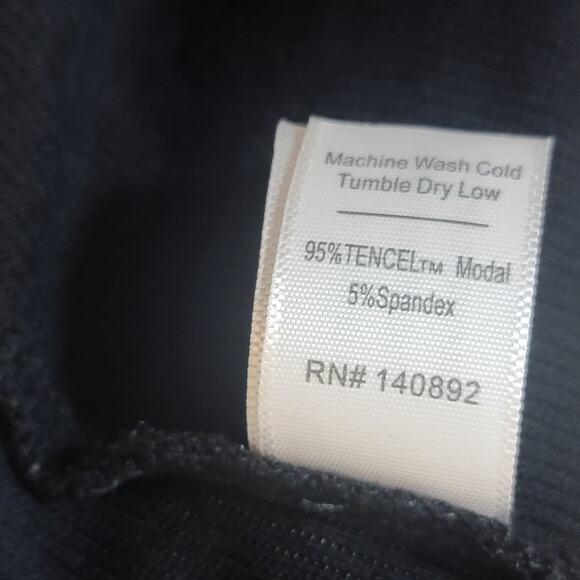 Machine Wash Cold
Tumble Dry Low
95%TENCEL™ Modal
5%Spandex
RN# 140892